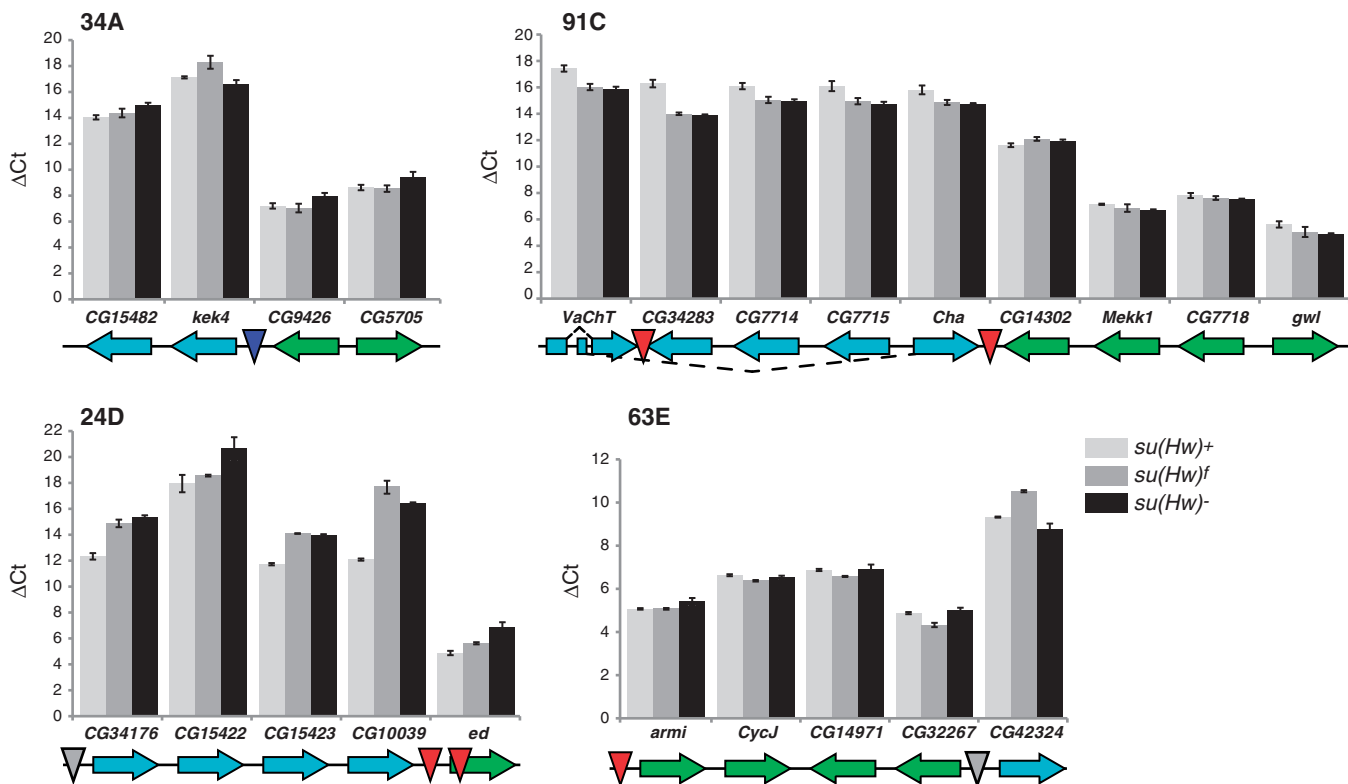 34A
20
18
16
14
12
10
8
6
4
2
0
ΔCt
CG15482 kek4 CG9426 CG5705
91C
20
18
16
14
12
10
8
6
4
2
0
ΔCt
VaChT CG34283 CG7714 CG7715 Cha CG14302 Mekk1 CG7718 gwl
24D
22
20
18
16
14
12
10
8
6
4
2
0
ΔCt
CG34176 CG15422 CG15423 CG10039 ed
63E
12
10
8
6
4
2
0
ΔCt
armi CycJ CG14971 CG32267 CG42324
su(Hw)+
su(Hw)f
su(Hw)-